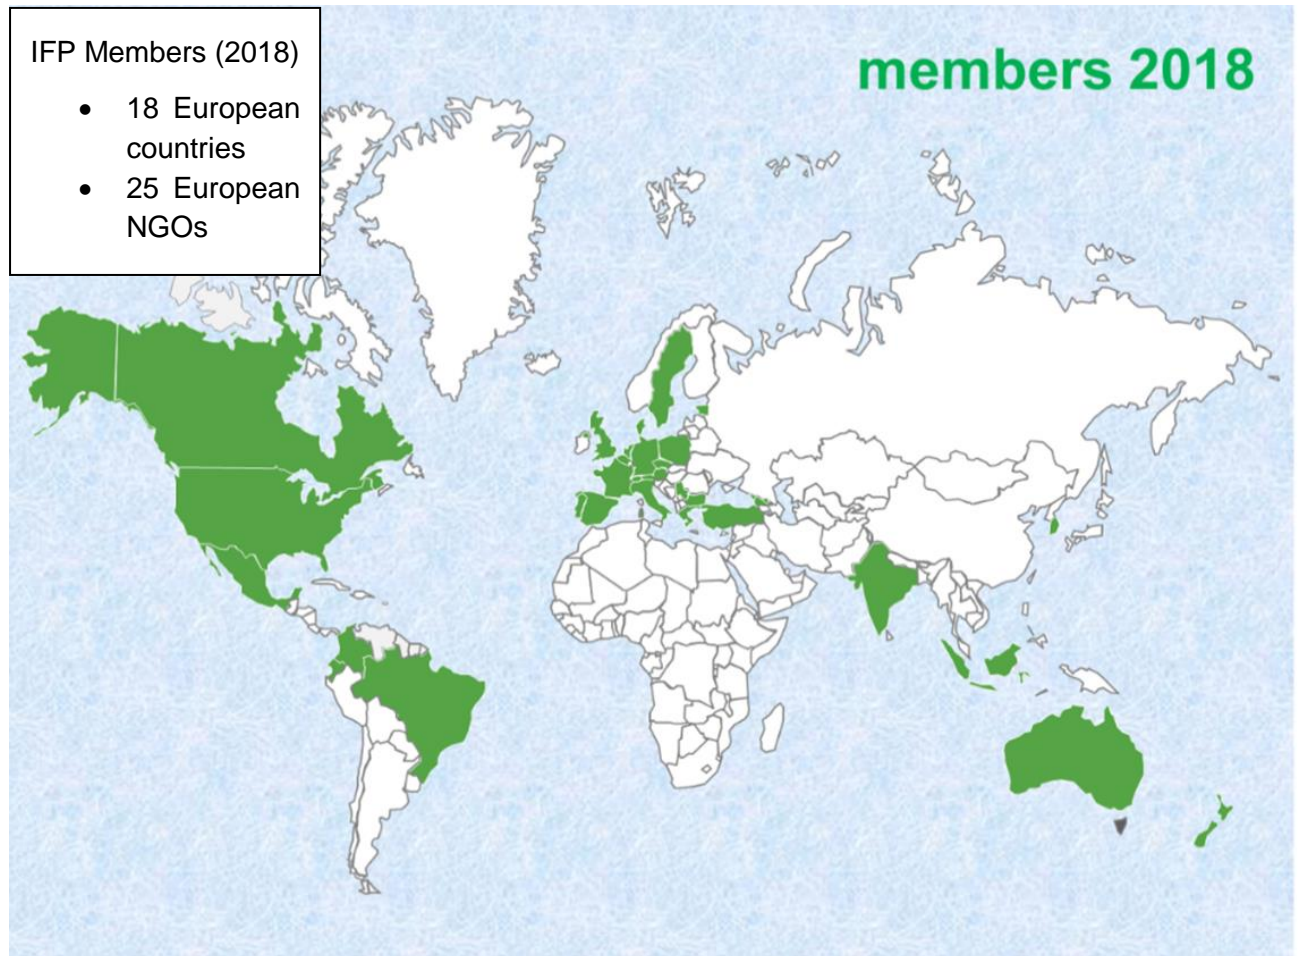 IFP Members (2018)
• 18 European
countries
• 25 European
NGOs
members 2018